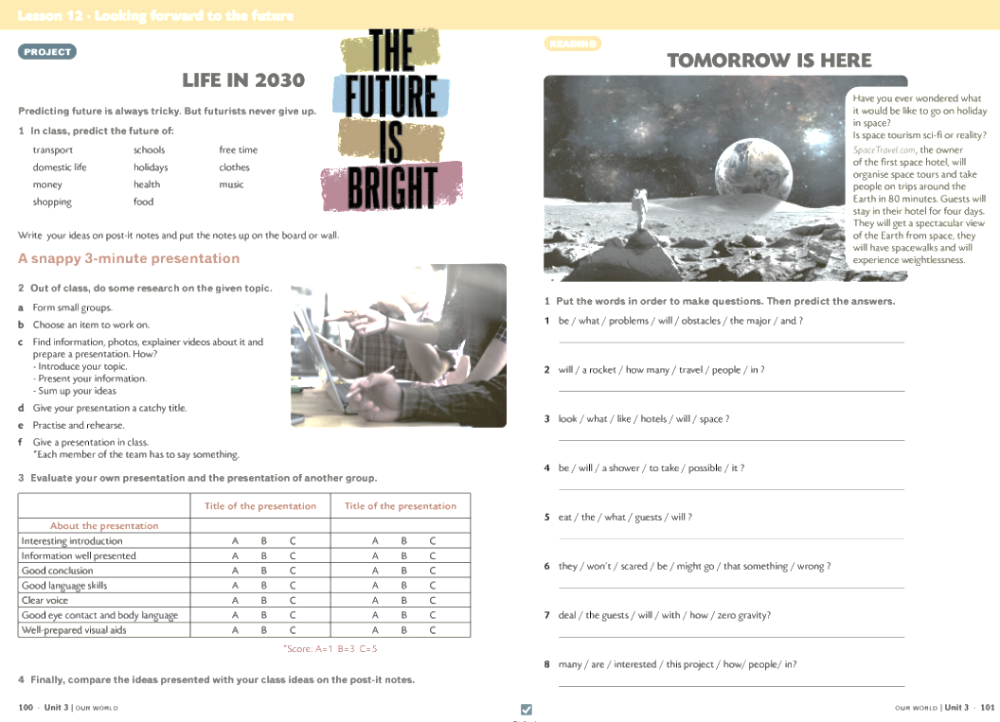 Lesson 12 · Looking forward to the future
PROJECT
LIFE IN 2030
THE
FUTURE
IS
BRIGHT
Predicting future is always tricky. But futurists never give up.
1 In class, predict the future of:
transport schools free time
domestic life holidays clothes
money health music
shopping food
Write your ideas on post-it notes and put the notes up on the board or wall.
A snappy 3-minute presentation
2 Out of class, do some research on the given topic.
a Form small groups.
b Choose an item to work on.
c Find information, photos, explainer videos about it and
prepare a presentation. How?
- Introduce your topic.
- Present your information.
- Sum up your ideas
d Give your presentation a catchy title.
e Practise and rehearse.
f Give a presentation in class.
*Each member of the team has to say something.
3 Evaluate your own presentation and the presentation of another group.
Title of the presentation Title of the presentation
About the presentation
Interesting introduction A B C A B C
Information well presented A B C A B C
Good conclusion A B C A B C
Good language skills A B C A B C
Clear voice A B C A B C
Good eye contact and body language A B C A B C
Well-prepared visual aids A B C A B C
*Score: A=1 B=3 C=5
4 Finally, compare the ideas presented with your class ideas on the post-it notes.
100 · Unit 3 | OUR WORLD
READING
TOMORROW IS HERE
Have you ever wondered what
it would be like to go on holiday
in space?
Is space tourism sci-fi or reality?
SpaceTravel.com, the owner
of the first space hotel, will
organise space tours and take
people on trips around the
Earth in 80 minutes. Guests will
stay in their hotel for four days.
They will get a spectacular view
of the Earth from space, they
will have spacewalks and will
experience weightlessness.
1 Put the words in order to make questions. Then predict the answers.
1 be / what / problems / will / obstacles / the major / and ?
2 will / a rocket / how many / travel / people / in ?
3 look / what / like / hotels / will / space ?
4 be / will / a shower / to take / possible / it ?
5 eat / the / what / guests / will ?
6 they / won't / scared / be / might go / that something / wrong ?
7 deal / the guests / will / with / how / zero gravity?
8 many / are / interested / this project / how/ people/ in?
OUR WORLD | Unit 3 · 101